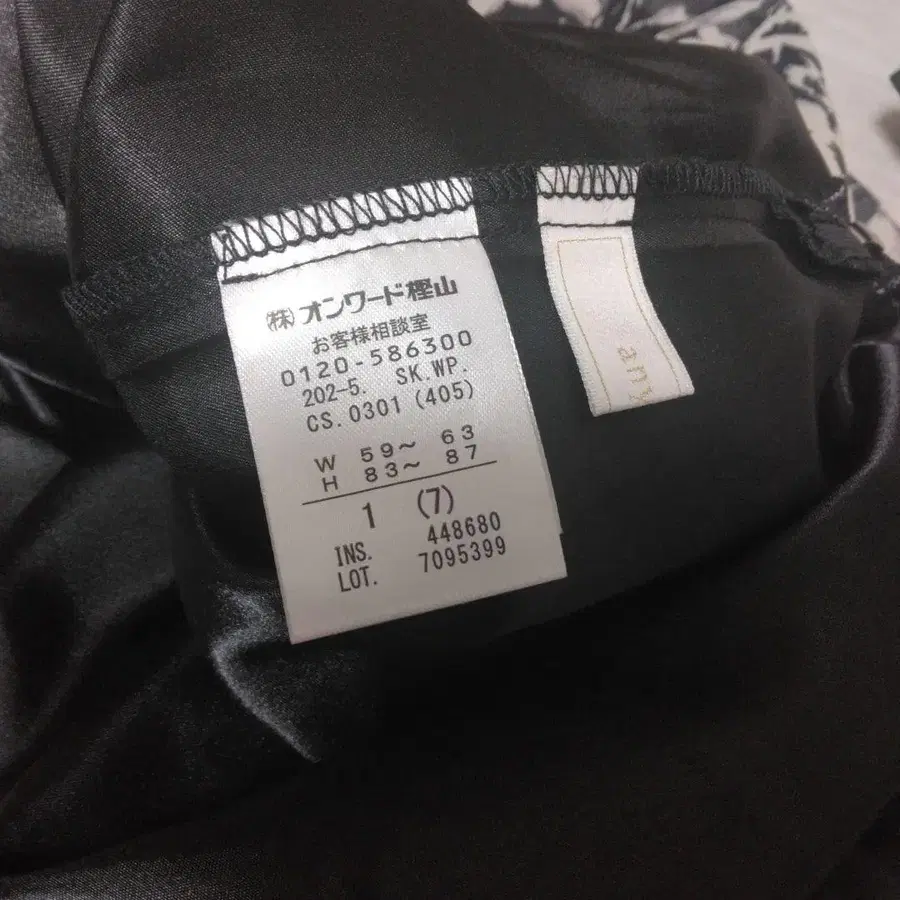 (株)オンワード樫山
お客様相談室
0120-586300
202-5. SK.WP.
CS.0301 (405)
W 59~ 63
H 83~ 87
1 (7)
INS. 448680
LOT. 7095399